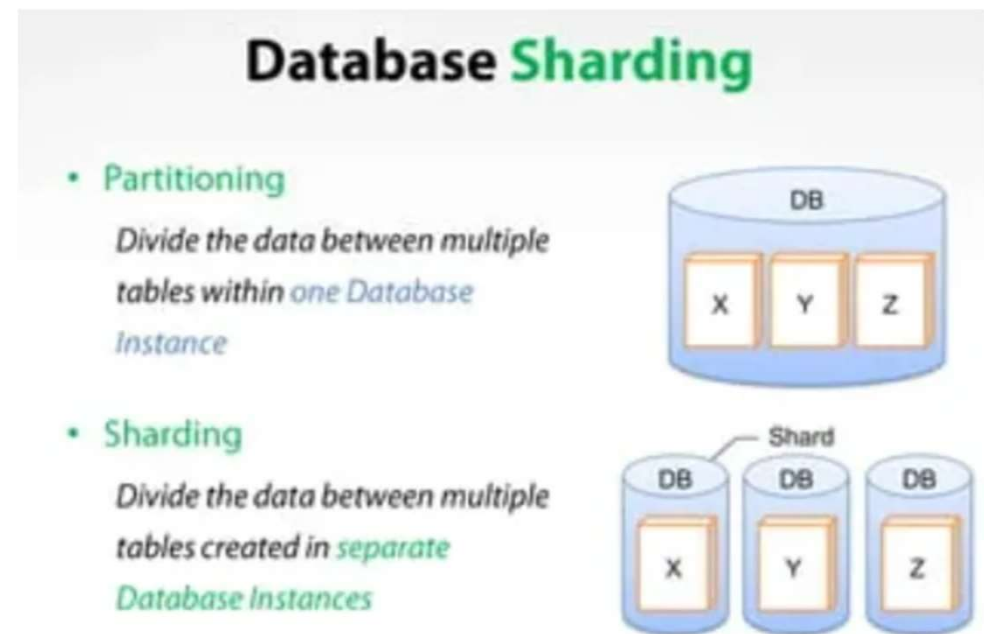 Database Sharding
• Partitioning
Divide the data between multiple
tables within one Database
Instance
DB
X Y Z
• Sharding
Divide the data between multiple
tables created in separate
Database Instances
Shard
DB DB DB
X Y Z